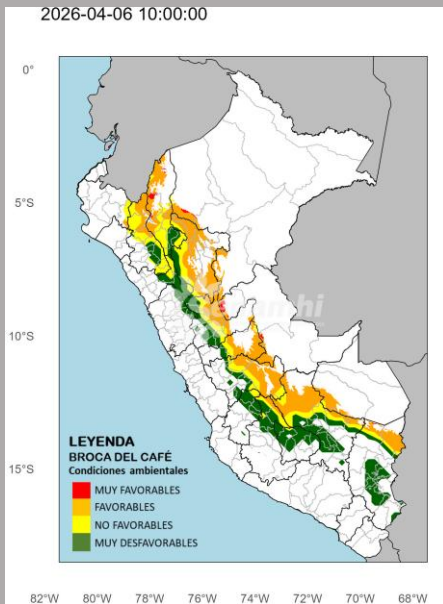 2026-04-06 10:00:00
0°
5°S
10°S
15°S
senamhi
LEYENDA
BROCA DEL CAFÉ
Condiciones ambientales
MUY FAVORABLES
FAVORABLES
NO FAVORABLES
MUY DESFAVORABLES
82°W 80°W 78°W 76°W 74°W 72°W 70°W 68°W